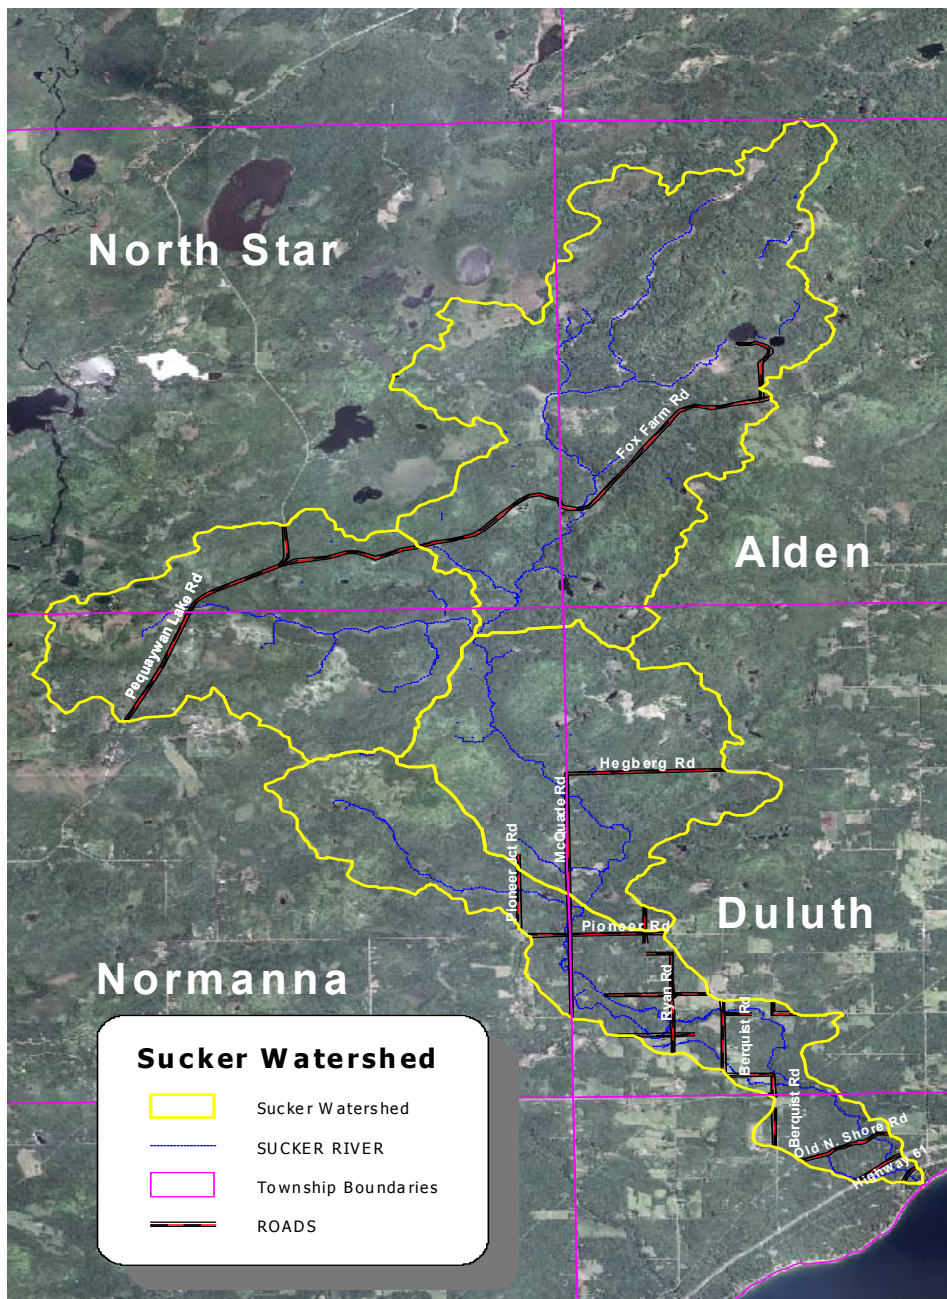 North Star
Fox Farm Rd
Alden
Pequaywan Lake Rd
Hegberg Rd
McQuade Rd
Pioneer Jct Rd
Duluth
Pioneer Rd
Normanna
Ryan Rd
Berquist Rd
Berquist Rd
Old N. Shore Rd
Highway 61
Sucker Watershed
Sucker Watershed
SUCKER RIVER
Township Boundaries
ROADS